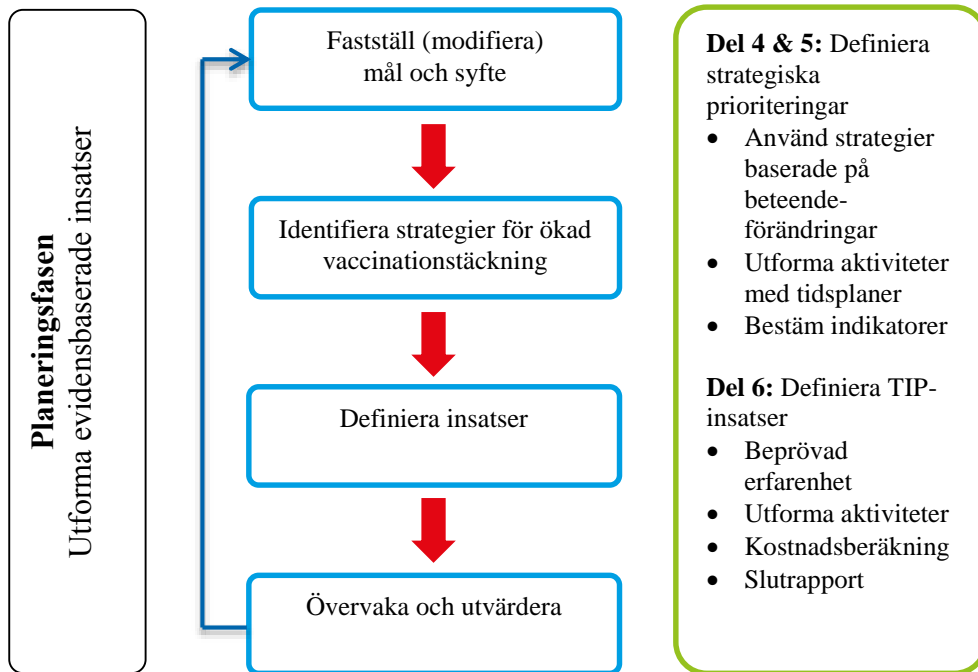 Planeringsfasen
Utforma evidensbaserade insatser
Fastställ (modifiera)
mål och syfte
Identifiera strategier för ökad
vaccinationstäckning
Definiera insatser
Övervaka och utvärdera
Del 4 & 5: Definiera
strategiska
prioriteringar
• Använd strategier
baserade på
beteende-
förändringar
• Utforma aktiviteter
med tidsplaner
• Bestäm indikatorer
Del 6: Definiera TIP-
insatser
• Beprövad
erfarenhet
• Utforma aktiviteter
• Kostnadsberäkning
• Slutrapport